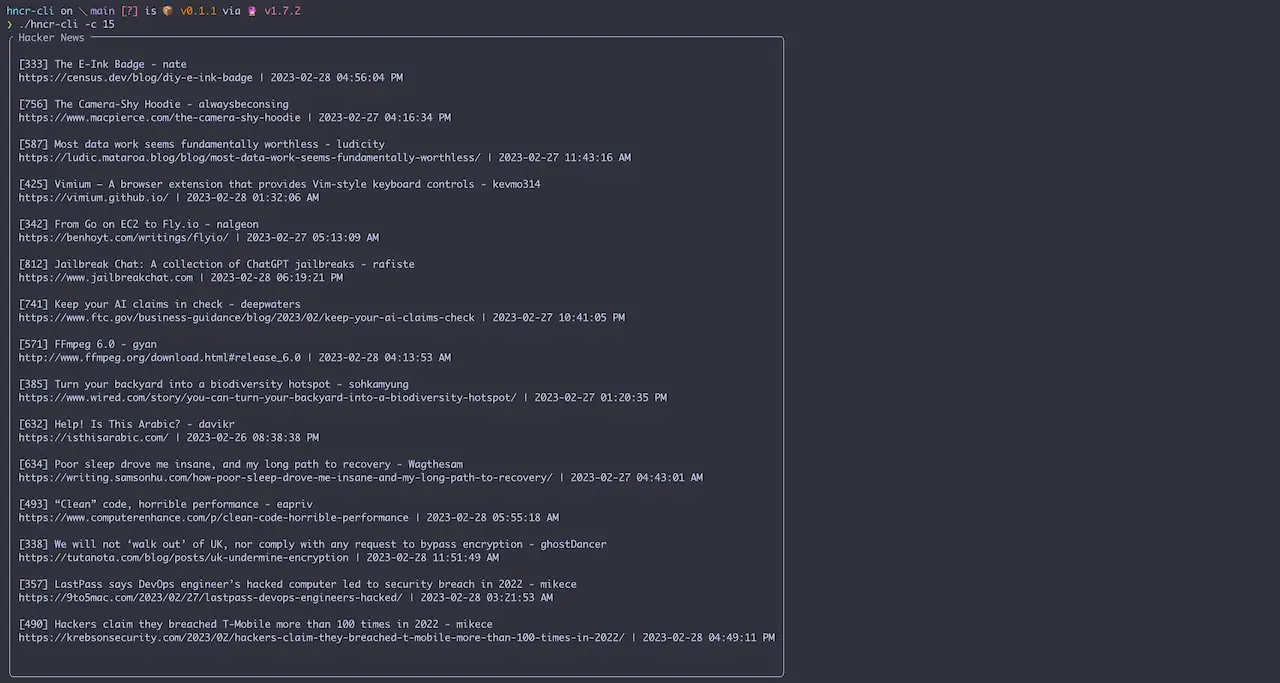 hncr-cli on main [?] is 📦 v0.1.1 via 🔮 v1.7.2
❯ ./hncr-cli -c 15
Hacker News
[333] The E-Ink Badge - nate
https://census.dev/blog/diy-e-ink-badge | 2023-02-28 04:56:04 PM
[756] The Camera-Shy Hoodie - alwaysbeconsing
https://www.macpierce.com/the-camera-shy-hoodie | 2023-02-27 04:16:34 PM
[587] Most data work seems fundamentally worthless - ludicity
https://ludic.mataroa.blog/blog/most-data-work-seems-fundamentally-worthless/ | 2023-02-27 11:43:16 AM
[425] Vimium – A browser extension that provides Vim-style keyboard controls - kevmo314
https://vimium.github.io/ | 2023-02-28 01:32:06 AM
[342] From Go on EC2 to Fly.io - nalgeon
https://benhoyt.com/writings/flyio/ | 2023-02-27 05:13:09 AM
[812] Jailbreak Chat: A collection of ChatGPT jailbreaks - rafiste
https://www.jailbreakchat.com | 2023-02-28 06:19:21 PM
[741] Keep your AI claims in check - deepwaters
https://www.ftc.gov/business-guidance/blog/2023/02/keep-your-ai-claims-check | 2023-02-27 10:41:05 PM
[571] FFmpeg 6.0 - gyan
http://www.ffmpeg.org/download.html#release_6.0 | 2023-02-28 04:13:53 AM
[385] Turn your backyard into a biodiversity hotspot - sohkamyung
https://www.wired.com/story/you-can-turn-your-backyard-into-a-biodiversity-hotspot/ | 2023-02-27 01:20:35 PM
[632] Help! Is This Arabic? - davikr
https://isthisarabic.com/ | 2023-02-26 08:38:38 PM
[634] Poor sleep drove me insane, and my long path to recovery - Wagthesam
https://writing.samsonhu.com/how-poor-sleep-drove-me-insane-and-my-long-path-to-recovery/ | 2023-02-27 04:43:01 AM
[493] “Clean” code, horrible performance - eapriv
https://www.computerenhance.com/p/clean-code-horrible-performance | 2023-02-28 05:55:18 AM
[338] We will not ‘walk out’ of UK, nor comply with any request to bypass encryption - ghostDancer
https://tutanota.com/blog/posts/uk-undermine-encryption | 2023-02-28 11:51:49 AM
[357] LastPass says DevOps engineer’s hacked computer led to security breach in 2022 - mikece
https://9to5mac.com/2023/02/27/lastpass-devops-engineers-hacked/ | 2023-02-28 03:21:53 AM
[490] Hackers claim they breached T-Mobile more than 100 times in 2022 - mikece
https://krebsonsecurity.com/2023/02/hackers-claim-they-breached-t-mobile-more-than-100-times-in-2022/ | 2023-02-28 04:49:11 PM